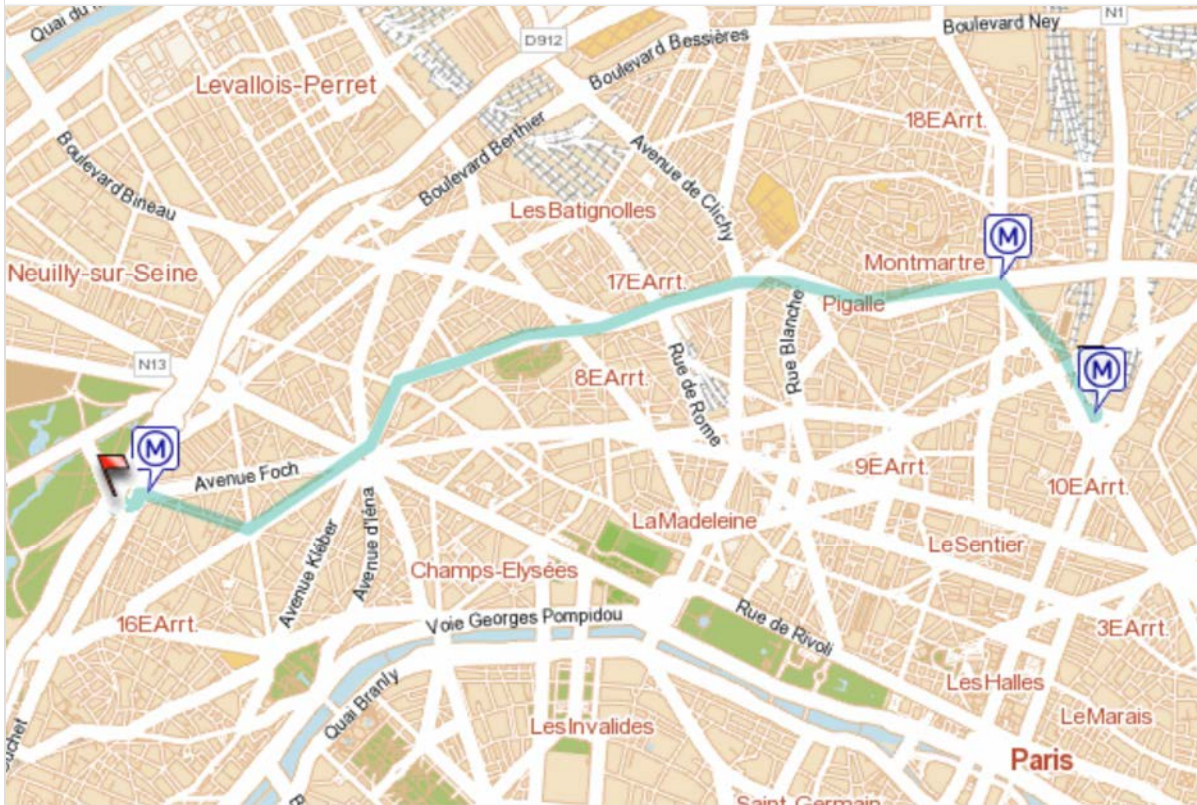 N1
Boulevard Ney
Quai du
D912
Boulevard Bessières
Levallois-Perret
18EArrt.
Boulevard Berthier
Boulevard Bineau
Avenue de Clichy
LesBatignolles
M
Neuilly-sur-Seine
Montmartre
17EArrt.
Pigalle
Rue Blanche
N13
Rue de Rome
8EArrt.
M
M
Avenue Foch
9EArrt.
10EArrt.
LaMadeleine
Avenue Kléber
Avenue d'Iéna
LeSentier
Champs-Elysées
16EArrt.
Voie Georges Pompidou
Rue de Rivoli
3EArrt.
Quai Branly
LesHalles
LesInvalides
LeMarais
Suchet
Paris
Saint-Germain